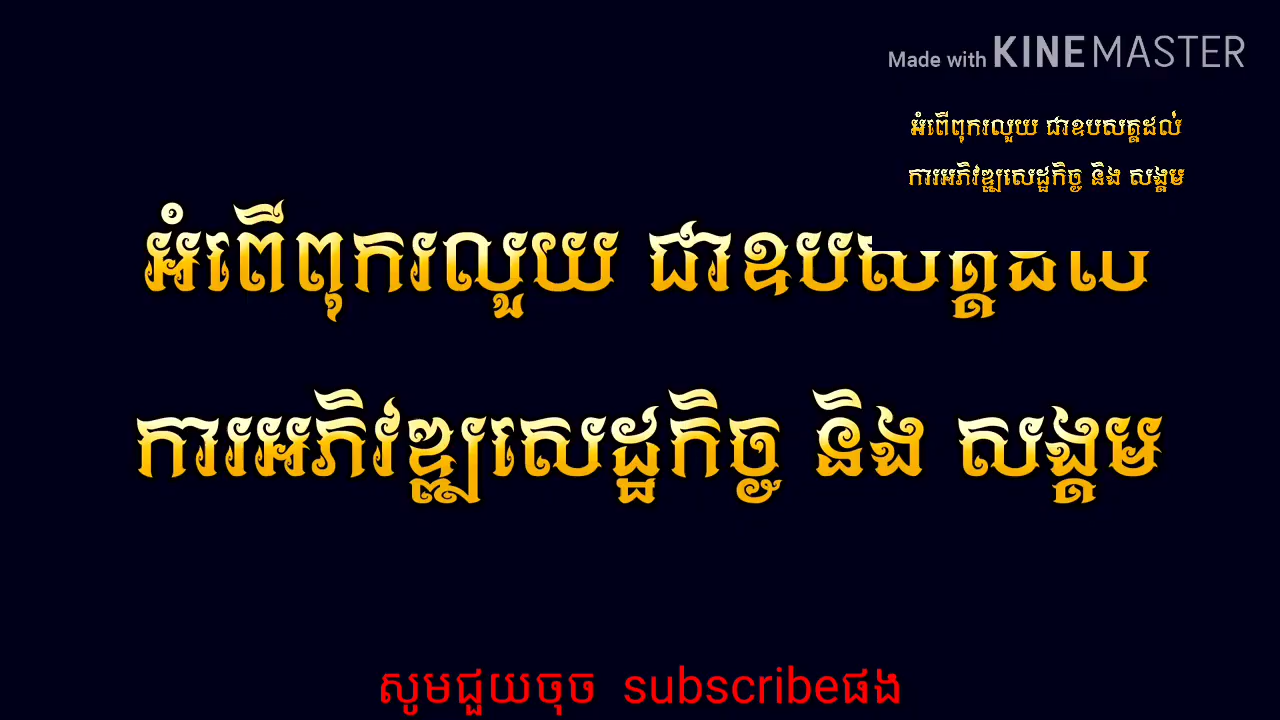 Made with KINEMASTER
អំពើពុករលួយ ជាឧបសគ្គដល់
ការអភិវឌ្ឍសេដ្ឋកិច្ច និង សង្គម
អំពើពុករលួយ ជាឧបសគ្គដល់
ការអភិវឌ្ឍសេដ្ឋកិច្ច និង សង្គម
សូមជួយចុច subscribeផង